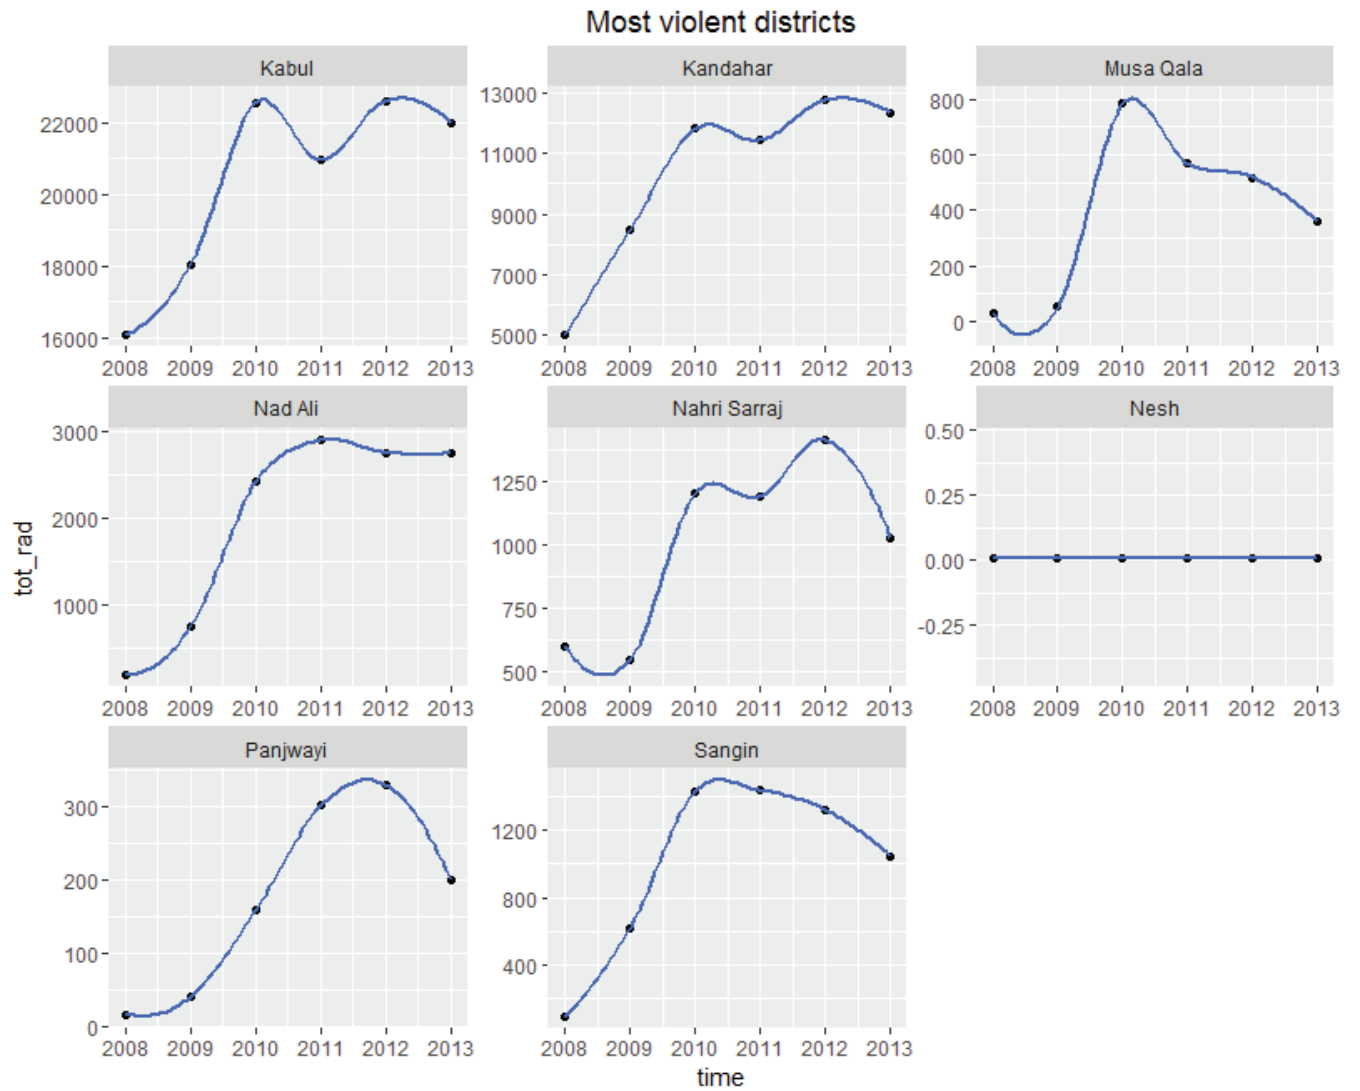 Most violent districts
Kabul
Kandahar
Musa Qala
22000
20000
18000
16000
13000
11000
9000
7000
5000
800
600
400
200
0
2008 2009 2010 2011 2012 2013
2008 2009 2010 2011 2012 2013
2008 2009 2010 2011 2012 2013
Nad Ali
Nahri Sarraj
Nesh
tot_rad
3000
2000
1000
1250
1000
750
500
0.50
0.25
0.00
-0.25
2008 2009 2010 2011 2012 2013
2008 2009 2010 2011 2012 2013
2008 2009 2010 2011 2012 2013
Panjwayi
Sangin
300
200
100
0
1200
800
400
2008 2009 2010 2011 2012 2013
2008 2009 2010 2011 2012 2013
time